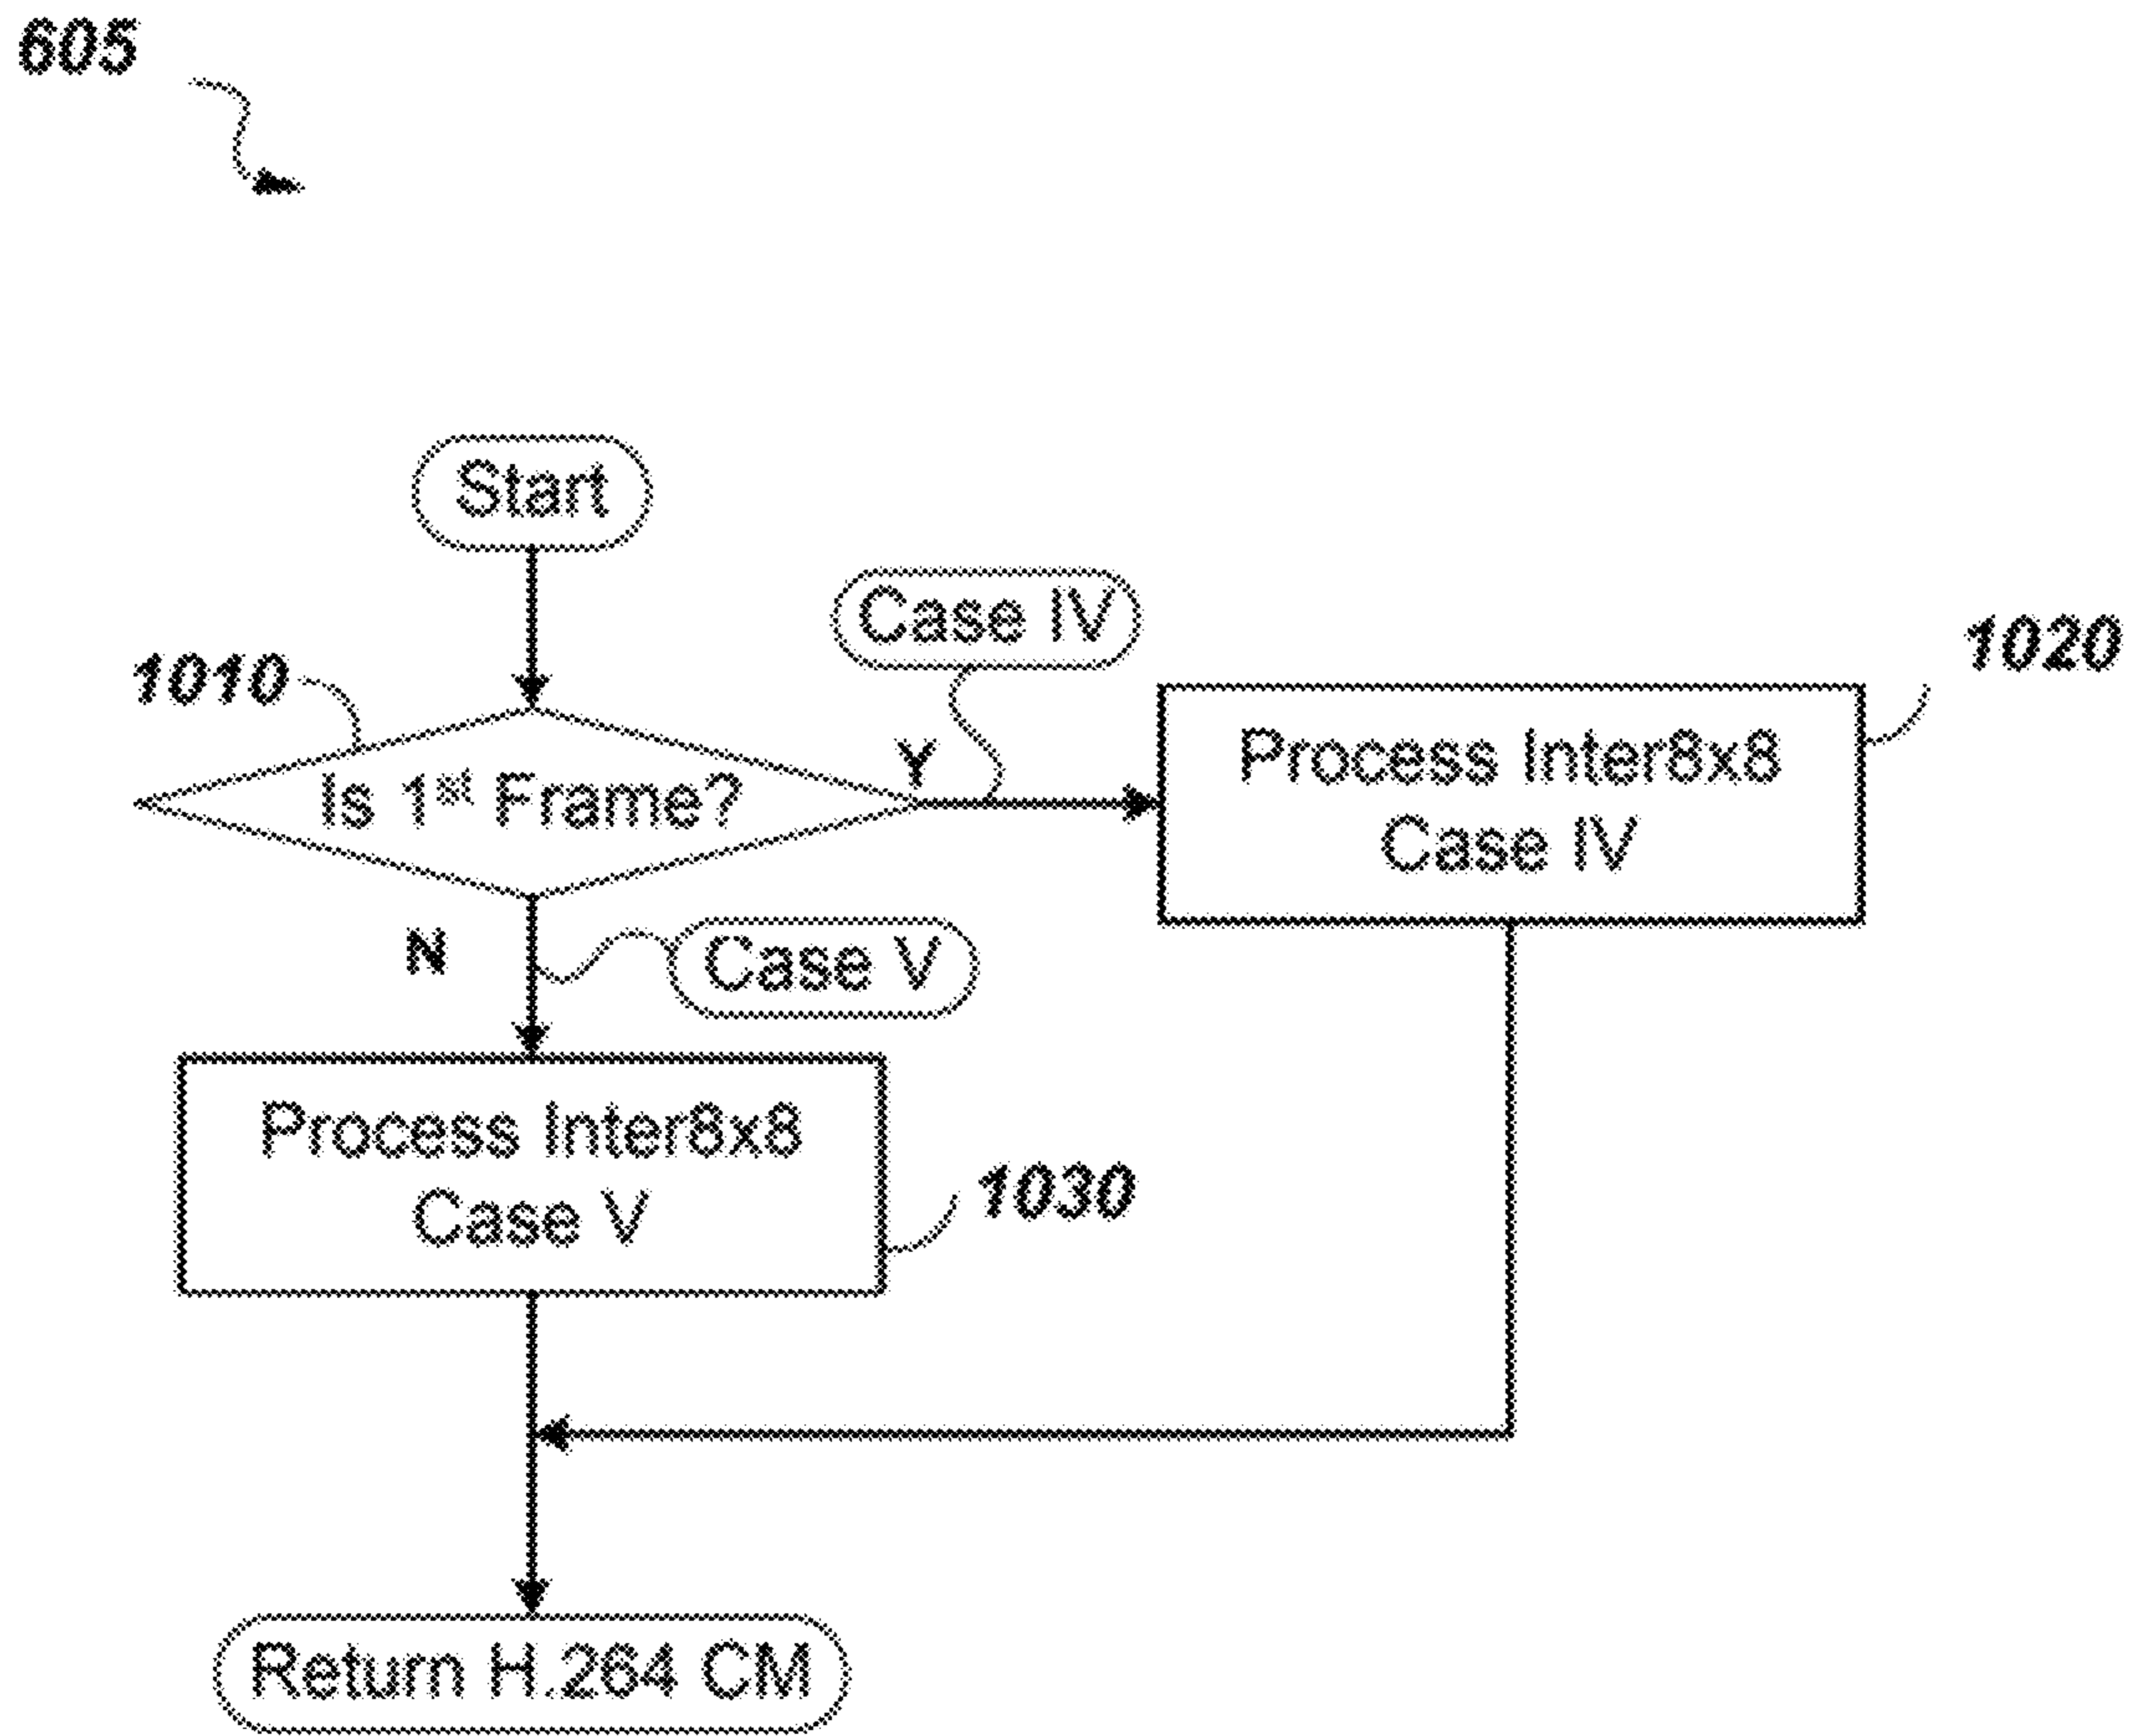 605
Start
Case IV
1020
1010
Y
Is 1st Frame?
Process Inter8x8
Case IV
N
Case V
Process Inter8x8
Case V
1030
Return H.264 CM